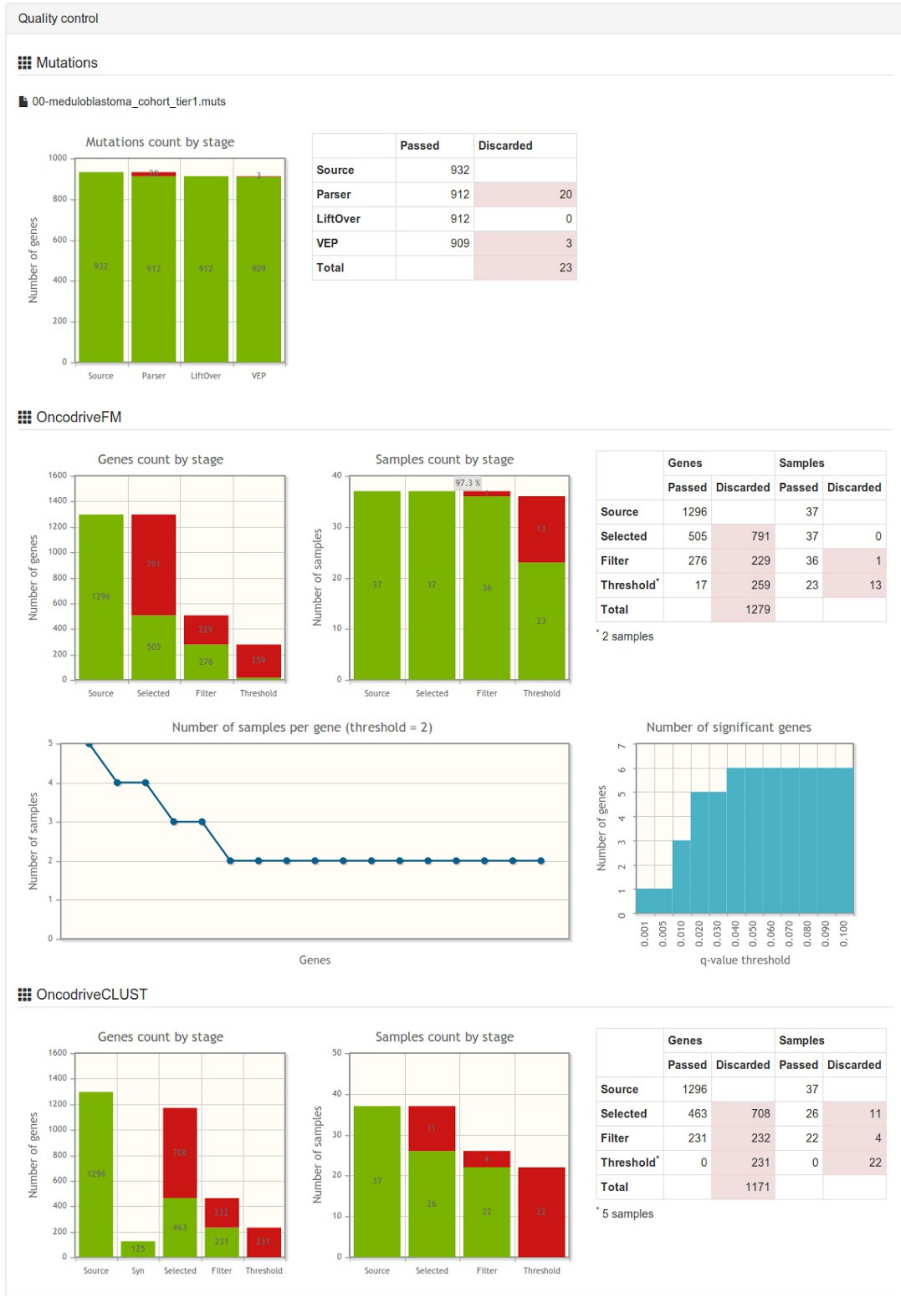 Quality control
Mutations
00-meduloblastoma_cohort_tier1.muts
Mutations count by stage
Number of genes
1000
800
600
400
200
0
20
3
932 912 912 909
Source Parser LiftOver VEP
Passed Discarded
Source 932
Parser 912 20
LiftOver 912 0
VEP 909 3
Total 23
OncodriveFM
Genes count by stage
Number of genes
1600
1400
1200
1000
800
600
400
200
0
1296
791
505
229
276
259
Source Selected Filter Threshold
Samples count by stage
Number of samples
40
30
20
10
0
97.3 %
1
13
37 37 36
23
Source Selected Filter Threshold
Genes Samples
Passed Discarded Passed Discarded
Source 1296 37
Selected 505 791 37 0
Filter 276 229 36 1
Threshold* 17 259 23 13
Total 1279
* 2 samples
Number of samples per gene (threshold = 2)
Number of samples
5
4
3
2
1
0
Genes
Number of significant genes
Number of genes
7
6
5
4
3
2
1
0
0.001 0.005 0.010 0.020 0.030 0.040 0.050 0.060 0.070 0.080 0.090 0.100
q-value threshold
OncodriveCLUST
Genes count by stage
Number of genes
1600
1400
1200
1000
800
600
400
200
0
1296
125
708
463
232
231
231
Source Syn Selected Filter Threshold
Samples count by stage
Number of samples
50
40
30
20
10
0
37
11
26
4
22
22
Source Selected Filter Threshold
Genes Samples
Passed Discarded Passed Discarded
Source 1296 37
Selected 463 708 26 11
Filter 231 232 22 4
Threshold* 0 231 0 22
Total 1171
* 5 samples